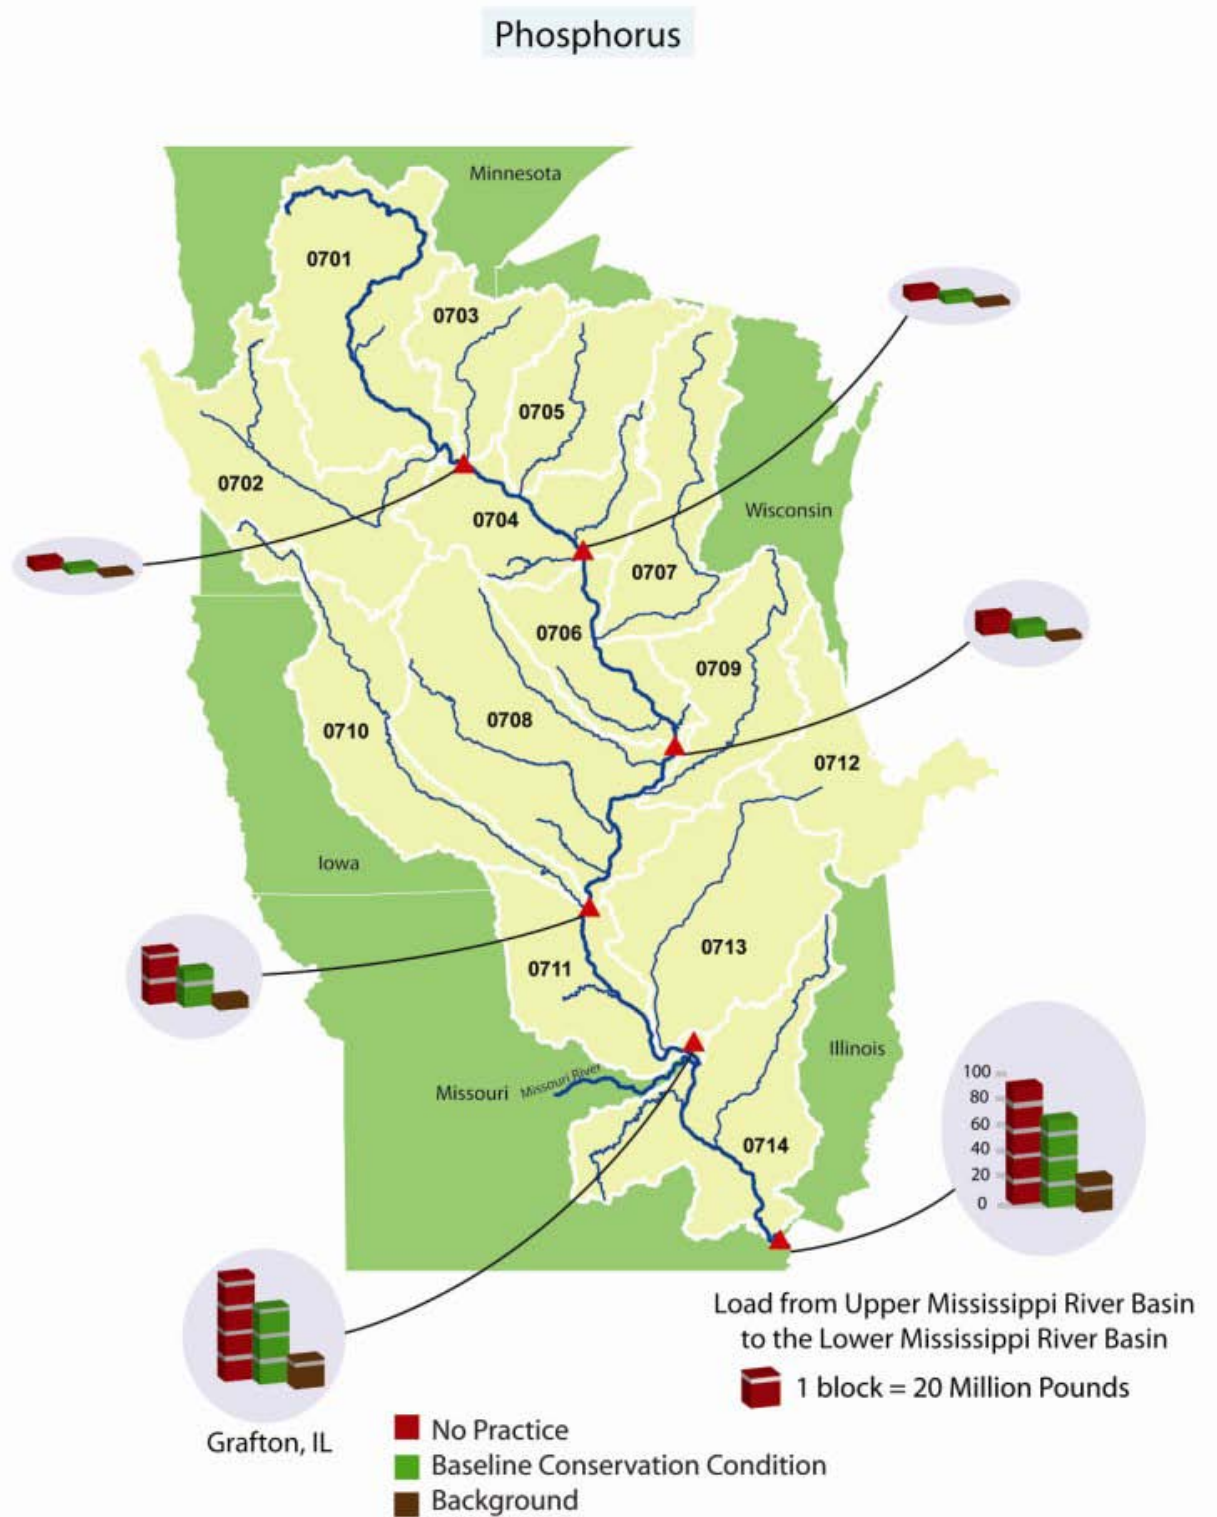 Phosphorus
Minnesota
0701
0703
0705
0702
0704
Wisconsin
0707
0706
0709
0708
0710
0712
Iowa
0713
0711
Illinois
Missouri River
Missouri
100
80
60
40
20
0
0714
Load from Upper Mississippi River Basin
to the Lower Mississippi River Basin
1 block = 20 Million Pounds
Grafton, IL
No Practice
Baseline Conservation Condition
Background